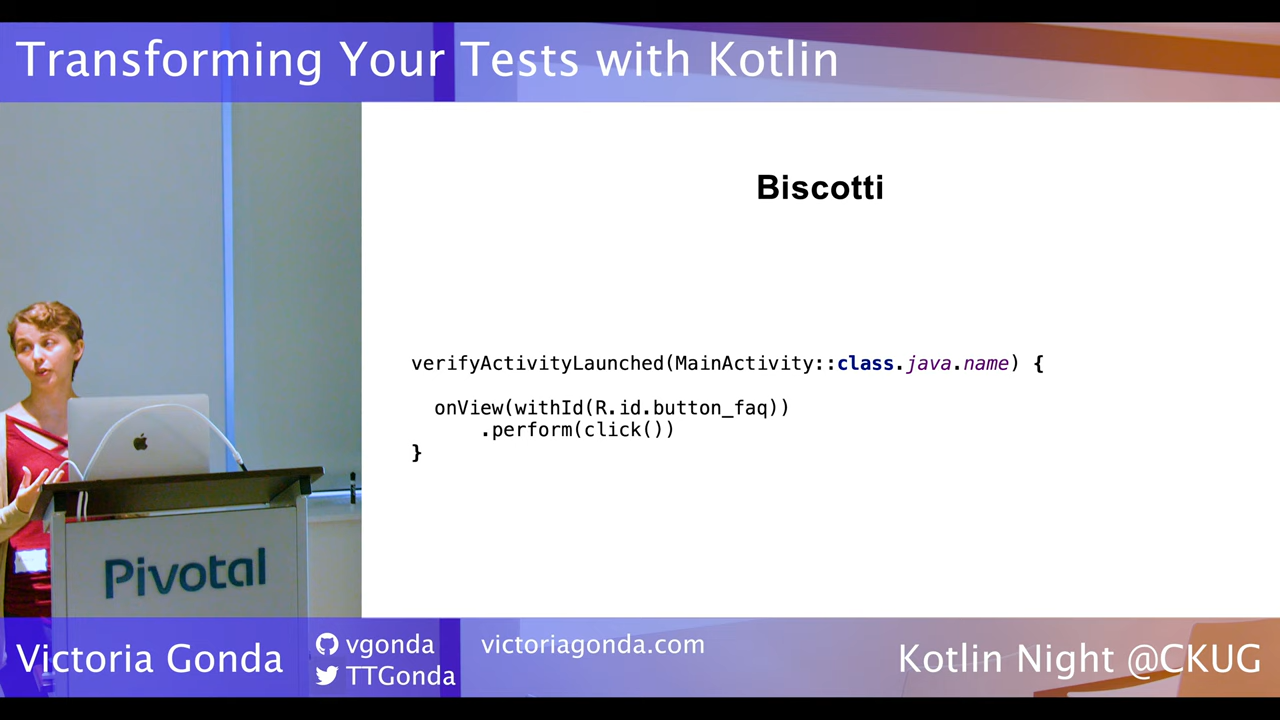 Transforming Your Tests with Kotlin
Biscotti
verifyActivityLaunched(MainActivity::class.java.name) {
onView(withId(R.id.button_faq))
.perform(click())
}
Pivotal
Victoria Gonda
vgonda
TTGonda
victoriagonda.com
Kotlin Night @CKUG